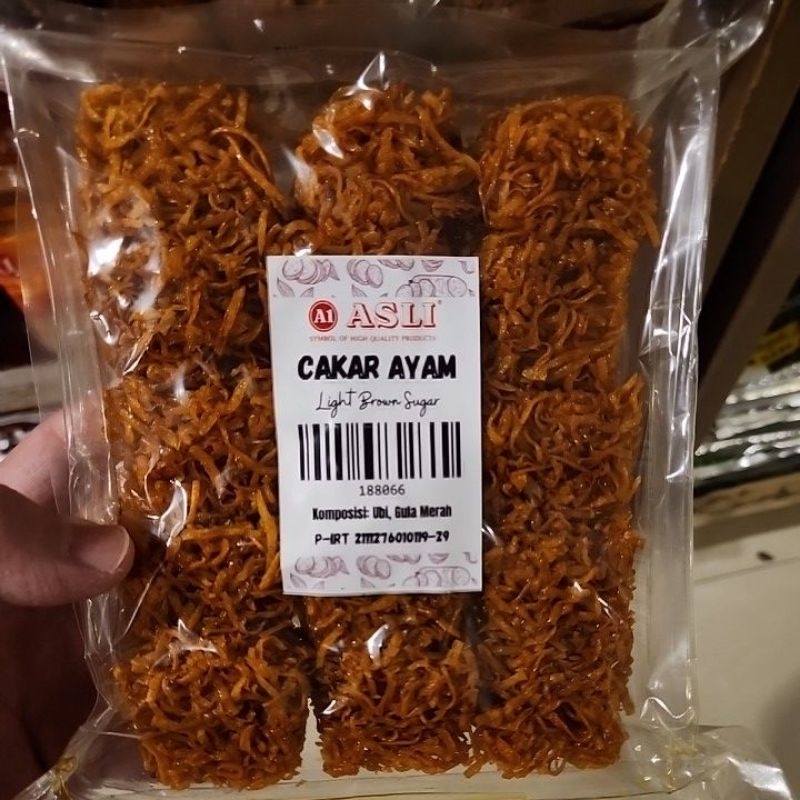 A1 ASLI®
SYMBOL OF HIGH QUALITY PRODUCTS
CAKAR AYAM
Light Brown Sugar
188066
Komposisi: Ubi, Gula Merah
P-IRT 2111276010119-29